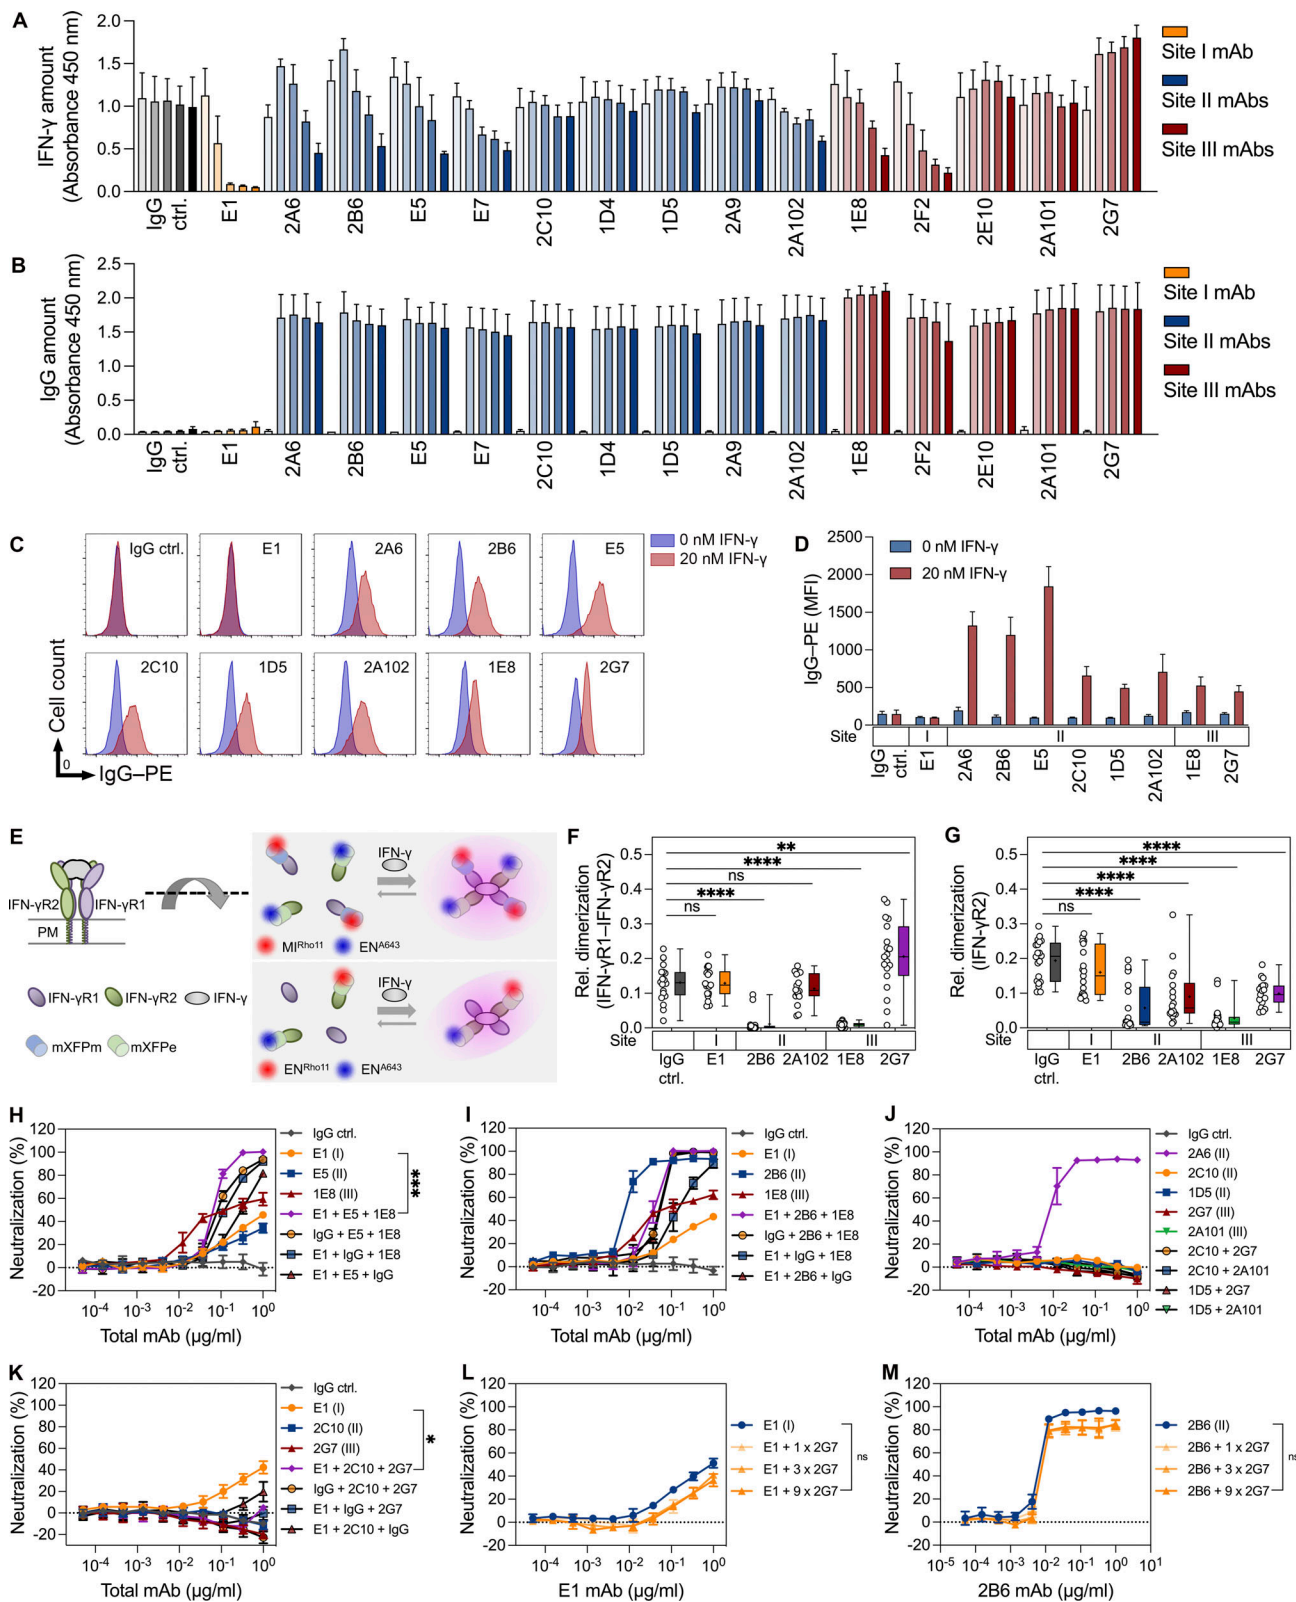 A
IFN-γ amount
(Absorbance 450 nm)
2.0
1.5
1.0
0.5
0.0
IgG
ctrl.
E1
2A6
2B6
E5
E7
2C10
1D4
1D5
2A9
2A102
1E8
2F2
2E10
2A101
2G7
Site I mAb
Site II mAbs
Site III mAbs
B
IgG amount
(Absorbance 450 nm)
2.5
2.0
1.5
1.0
0.5
0.0
IgG
ctrl.
E1
2A6
2B6
E5
E7
2C10
1D4
1D5
2A9
2A102
1E8
2F2
2E10
2A101
2G7
Site I mAb
Site II mAbs
Site III mAbs
C
IgG ctrl.
E1
2A6
2B6
E5
0 nM IFN-γ
20 nM IFN-γ
2C10
1D5
2A102
1E8
2G7
Cell count
0
IgG–PE
D
IgG–PE (MFI)
2500
2000
1500
1000
500
0
0 nM IFN-γ
20 nM IFN-γ
Site
I
II
III
IgG
ctrl.
E1
2A6
2B6
E5
2C10
1D5
2A102
1E8
2G7
E
IFN-γR2
IFN-γR1
PM
IFN-γR1
IFN-γR2
IFN-γ
mXFPm
mXFPe
IFN-γ
MI^Rho11
EN^A643
IFN-γ
EN^Rho11
EN^A643
F
Rel. dimerization
(IFN-γR1–IFN-γR2)
0.5
0.4
0.3
0.2
0.1
0.0
**
****
ns
****
ns
Site
I
II
III
IgG
ctrl.
E1
2B6
2A102
1E8
2G7
G
Rel. dimerization
(IFN-γR2)
0.5
0.4
0.3
0.2
0.1
0.0
****
****
****
****
ns
Site
I
II
III
IgG
ctrl.
E1
2B6
2A102
1E8
2G7
H
Neutralization (%)
120
100
80
60
40
20
0
-20
10⁻⁴
10⁻³
10⁻²
10⁻¹
10⁰
Total mAb (μg/ml)
IgG ctrl.
E1 (I)
E5 (II)
1E8 (III)
E1 + E5 + 1E8
IgG + E5 + 1E8
E1 + IgG + 1E8
E1 + E5 + IgG
***
I
Neutralization (%)
120
100
80
60
40
20
0
-20
10⁻⁴
10⁻³
10⁻²
10⁻¹
10⁰
Total mAb (μg/ml)
IgG ctrl.
E1 (I)
2B6 (II)
1E8 (III)
E1 + 2B6 + 1E8
IgG + 2B6 + 1E8
E1 + IgG + 1E8
E1 + 2B6 + IgG
J
Neutralization (%)
120
100
80
60
40
20
0
-20
10⁻⁴
10⁻³
10⁻²
10⁻¹
10⁰
Total mAb (μg/ml)
IgG ctrl.
2A6 (II)
2C10 (II)
1D5 (II)
2G7 (III)
2A101 (III)
2C10 + 2G7
2C10 + 2A101
1D5 + 2G7
1D5 + 2A101
K
Neutralization (%)
120
100
80
60
40
20
0
-20
10⁻⁴
10⁻³
10⁻²
10⁻¹
10⁰
Total mAb (μg/ml)
IgG ctrl.
E1 (I)
2C10 (II)
2G7 (III)
E1 + 2C10 + 2G7
IgG + 2C10 + 2G7
E1 + IgG + 2G7
E1 + 2C10 + IgG
*
L
Neutralization (%)
120
100
80
60
40
20
0
-20
10⁻⁴
10⁻³
10⁻²
10⁻¹
10⁰
E1 mAb (μg/ml)
E1 (I)
E1 + 1 x 2G7
E1 + 3 x 2G7
E1 + 9 x 2G7
ns
M
Neutralization (%)
120
100
80
60
40
20
0
-20
10⁻⁵
10⁻⁴
10⁻³
10⁻²
10⁻¹
10⁰
10¹
2B6 mAb (μg/ml)
2B6 (II)
2B6 + 1 x 2G7
2B6 + 3 x 2G7
2B6 + 9 x 2G7
ns